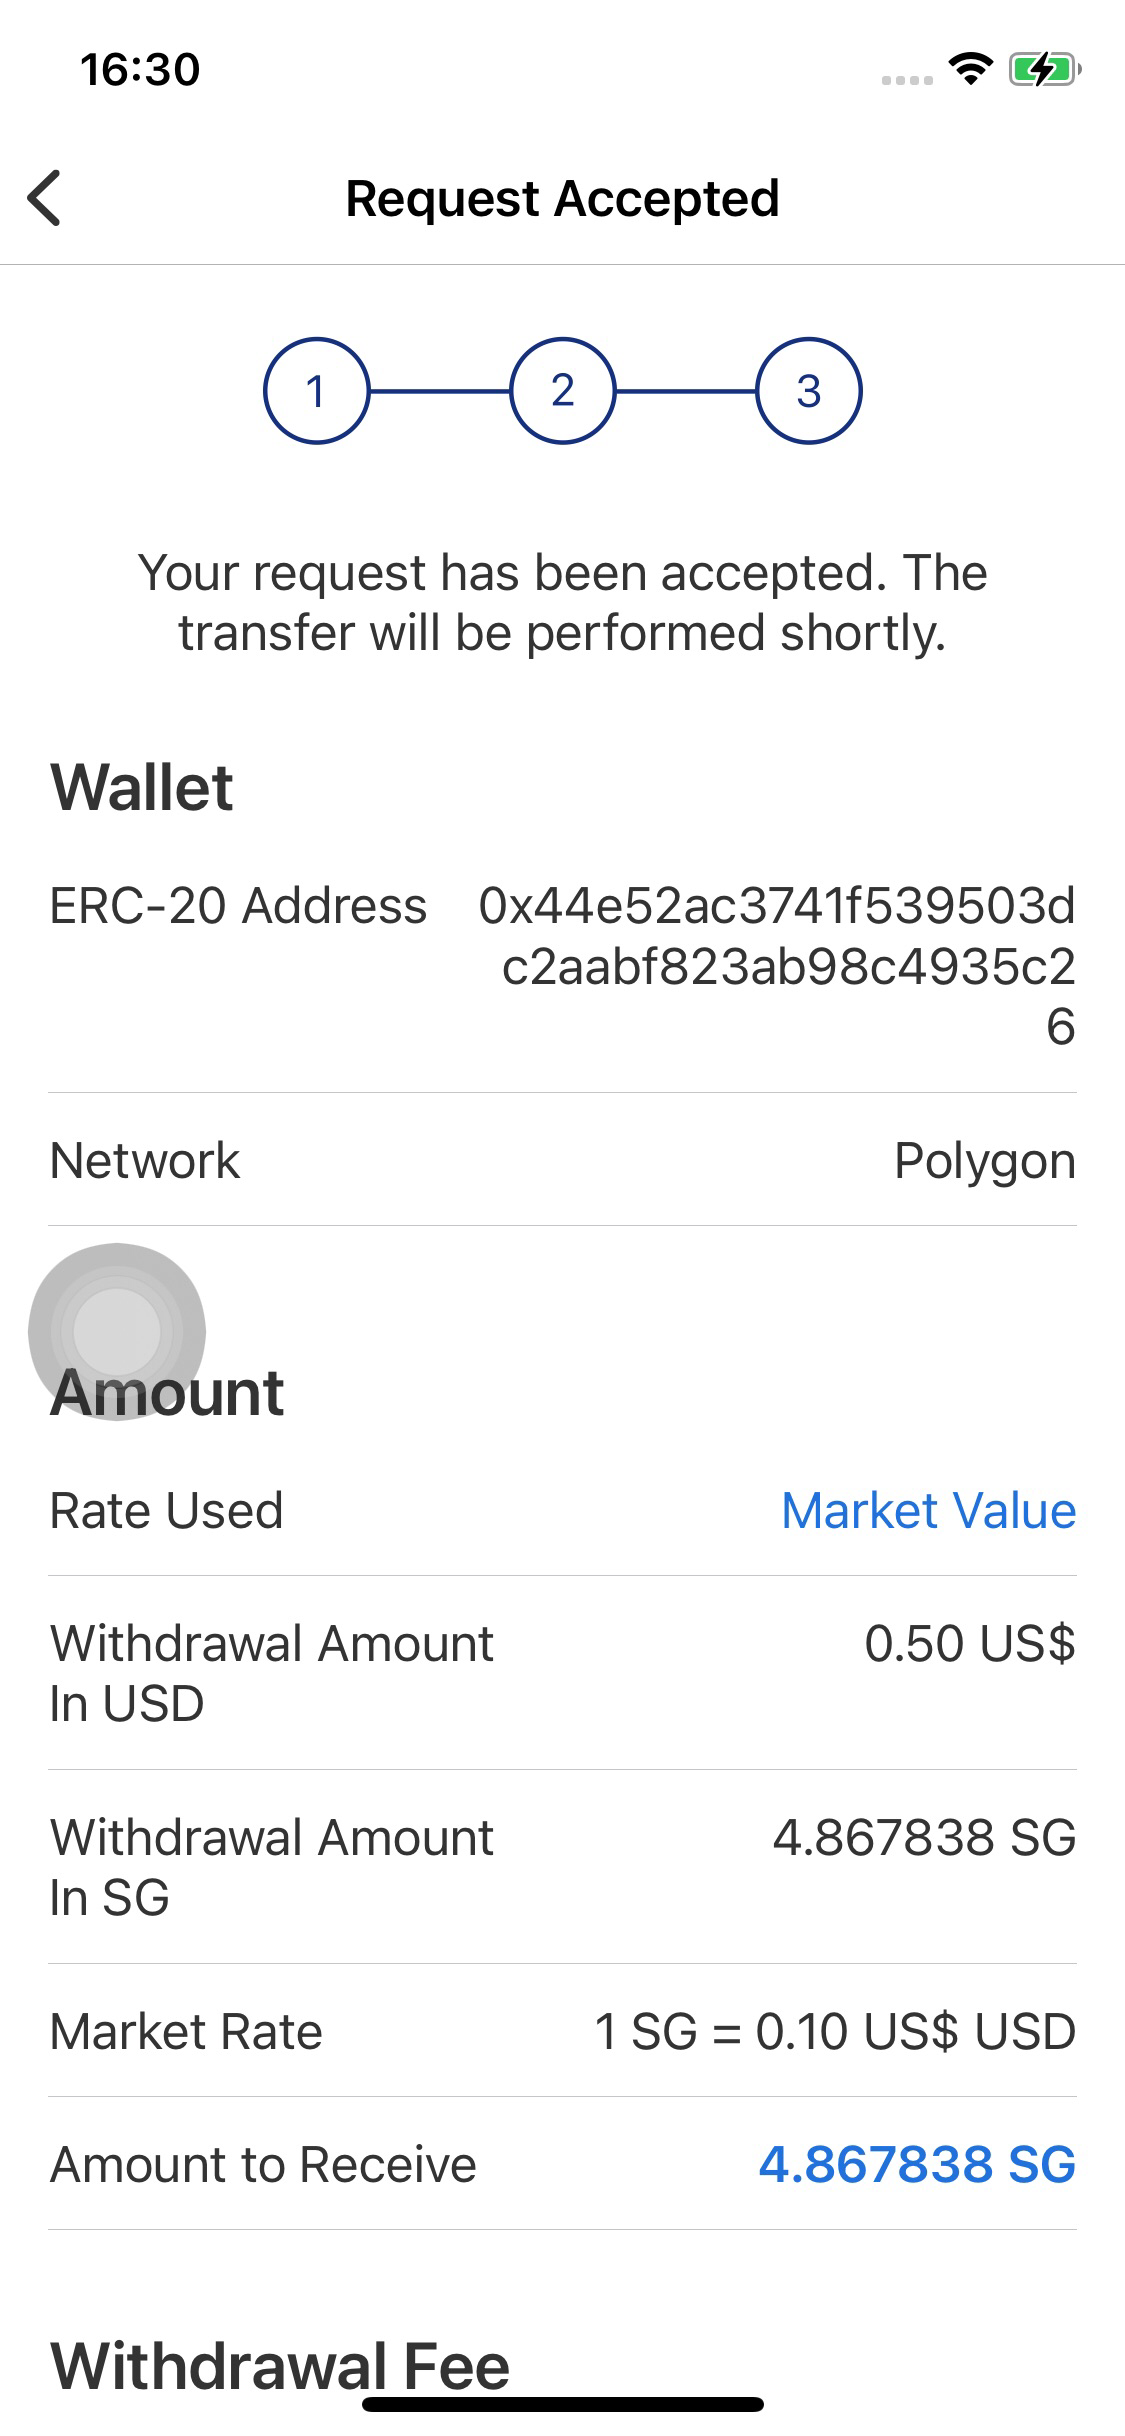 16:30
Request Accepted
1
2
3
Your request has been accepted. The
transfer will be performed shortly.
Wallet
ERC-20 Address
0x44e52ac3741f539503d
c2aabf823ab98c4935c2
6
Network
Polygon
Amount
Rate Used
Market Value
Withdrawal Amount
In USD
0.50 US$
Withdrawal Amount
In SG
4.867838 SG
Market Rate
1 SG = 0.10 US$ USD
Amount to Receive
4.867838 SG
Withdrawal Fee